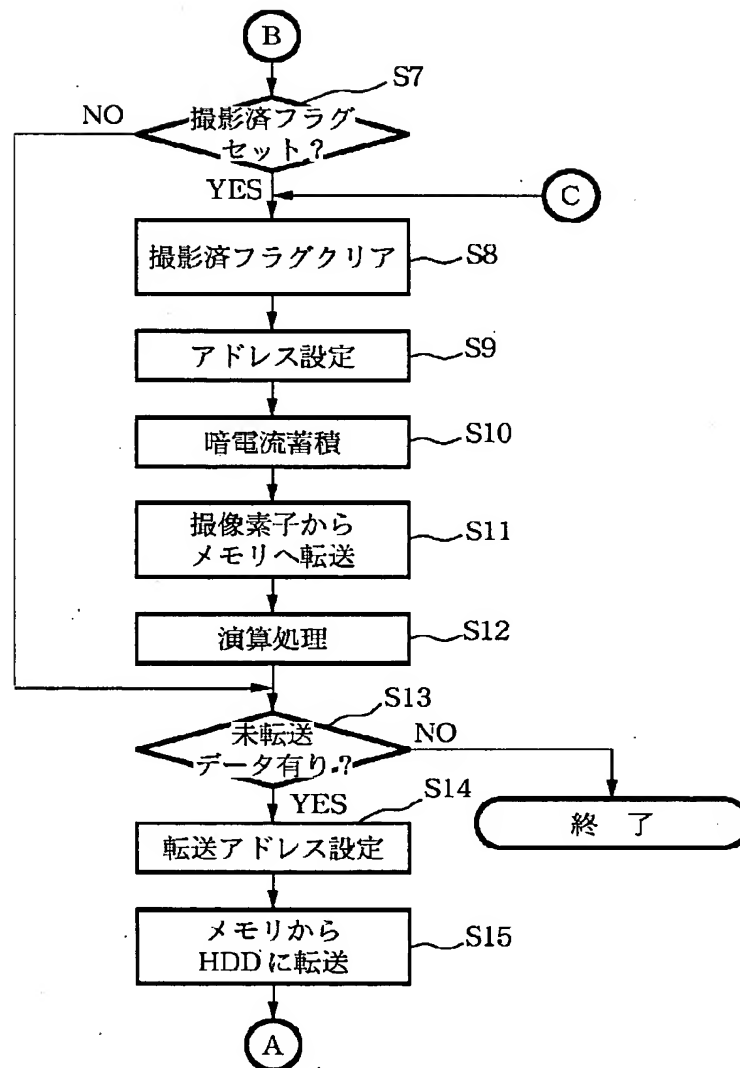 B
S7
NO
撮影済フラグ
セット?
YES
C
撮影済フラグクリア
S8
アドレス設定
S9
暗電流蓄積
S10
撮像素子から
メモリへ転送
S11
演算処理
S12
S13
未転送
データ有り?
NO
YES
S14
終 了
転送アドレス設定
メモリから
HDDに転送
S15
A